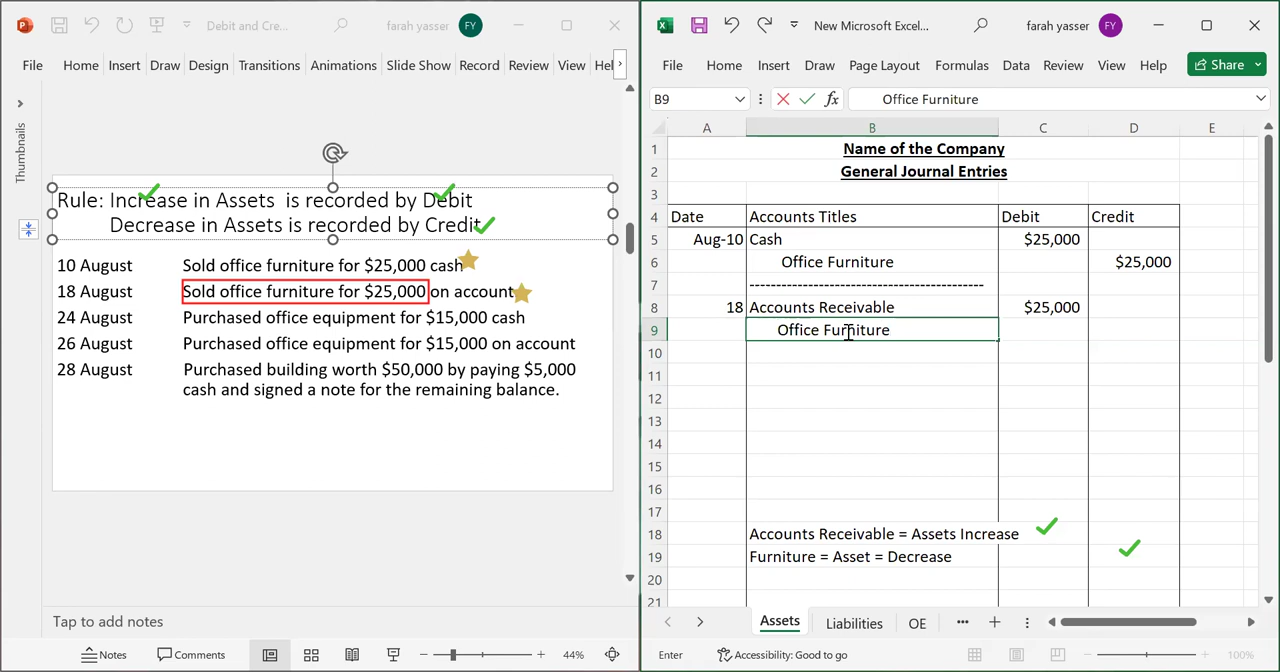 Debit and Cre... farah yasser FY
File Home Insert Draw Design Transitions Animations Slide Show Record Review View Hel
Thumbnails
Rule: Increase in Assets is recorded by Debit
Decrease in Assets is recorded by Credit
10 August Sold office furniture for $25,000 cash
18 August Sold office furniture for $25,000 on account
24 August Purchased office equipment for $15,000 cash
26 August Purchased office equipment for $15,000 on account
28 August Purchased building worth $50,000 by paying $5,000
cash and signed a note for the remaining balance.
Tap to add notes
Notes Comments 44%
New Microsoft Excel... farah yasser FY
File Home Insert Draw Page Layout Formulas Data Review View Help Share
B9 fx Office Furniture
A B C D E
1 Name of the Company
2 General Journal Entries
3
4 Date Accounts Titles Debit Credit
5 Aug-10 Cash $25,000
6 Office Furniture $25,000
7 --------------------------------------------
8 18 Accounts Receivable $25,000
9 Office Furniture
10
11
12
13
14
15
16
17
18 Accounts Receivable = Assets Increase
19 Furniture = Asset = Decrease
20
21
Assets Liabilities OE ...
Enter Accessibility: Good to go 100%